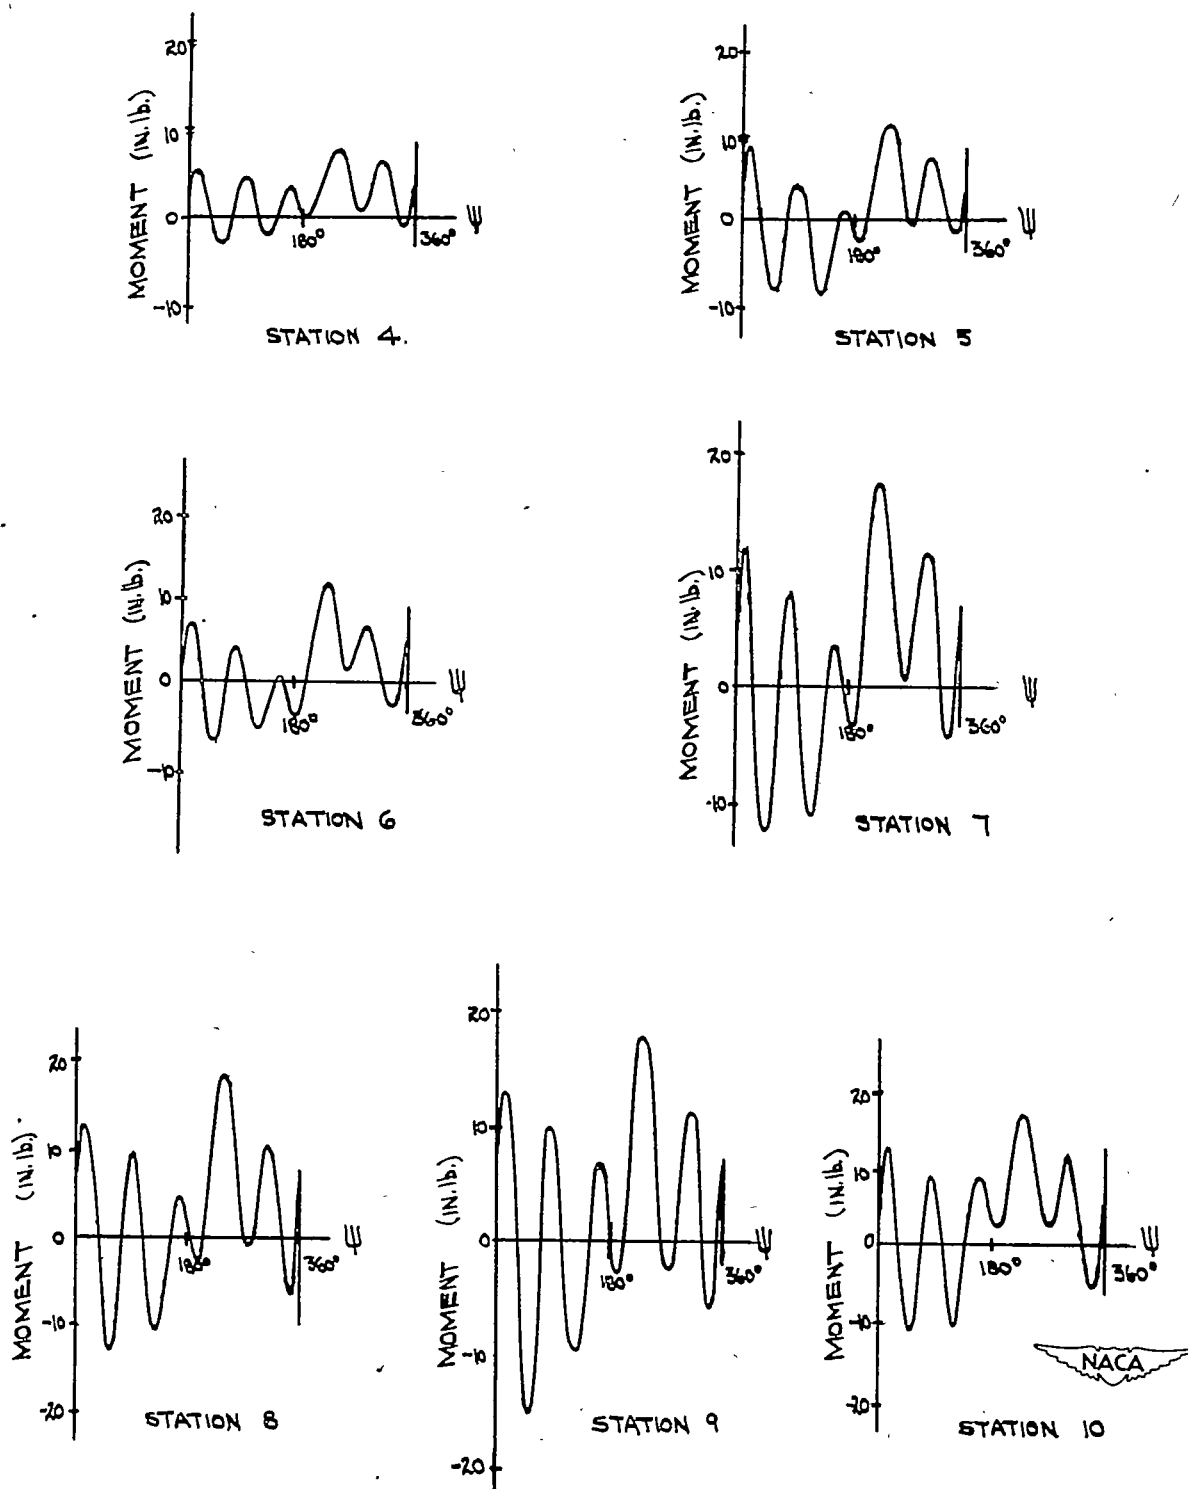 20
10
0
-10
MOMENT (IN.lb.)
180°
360°
Ψ
STATION 4.
20
10
0
-10
MOMENT (IN.lb.)
180°
360°
Ψ
STATION 5
20
10
0
-10
MOMENT (IN.lb.)
180°
360°
Ψ
STATION 6
20
10
0
-10
MOMENT (IN.lb.)
180°
360°
Ψ
STATION 7
20
10
0
-10
-20
MOMENT (IN.lb.)
180°
360°
Ψ
STATION 8
20
10
0
-10
-20
MOMENT (IN.lb.)
180°
360°
Ψ
STATION 9
20
10
0
-10
-20
MOMENT (IN.lb.)
180°
360°
Ψ
STATION 10
NACA